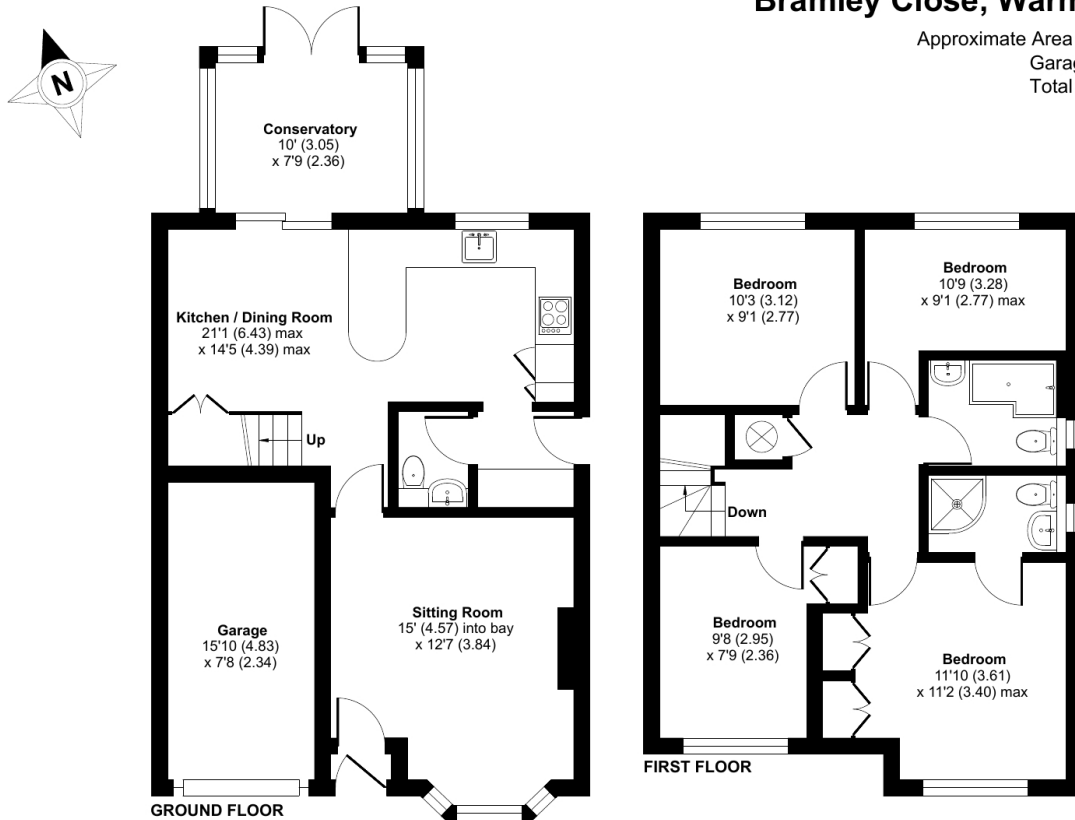 Bramley Close, Warn
Approximate Area
Garag
Total
N
Conservatory
10' (3.05)
x 7'9 (2.36)
Kitchen / Dining Room
21'1 (6.43) max
x 14'5 (4.39) max
Up
Garage
15'10 (4.83)
x 7'8 (2.34)
Sitting Room
15' (4.57) into bay
x 12'7 (3.84)
GROUND FLOOR
Bedroom
10'3 (3.12)
x 9'1 (2.77)
Bedroom
10'9 (3.28)
x 9'1 (2.77) max
Down
Bedroom
9'8 (2.95)
x 7'9 (2.36)
Bedroom
11'10 (3.61)
x 11'2 (3.40) max
FIRST FLOOR